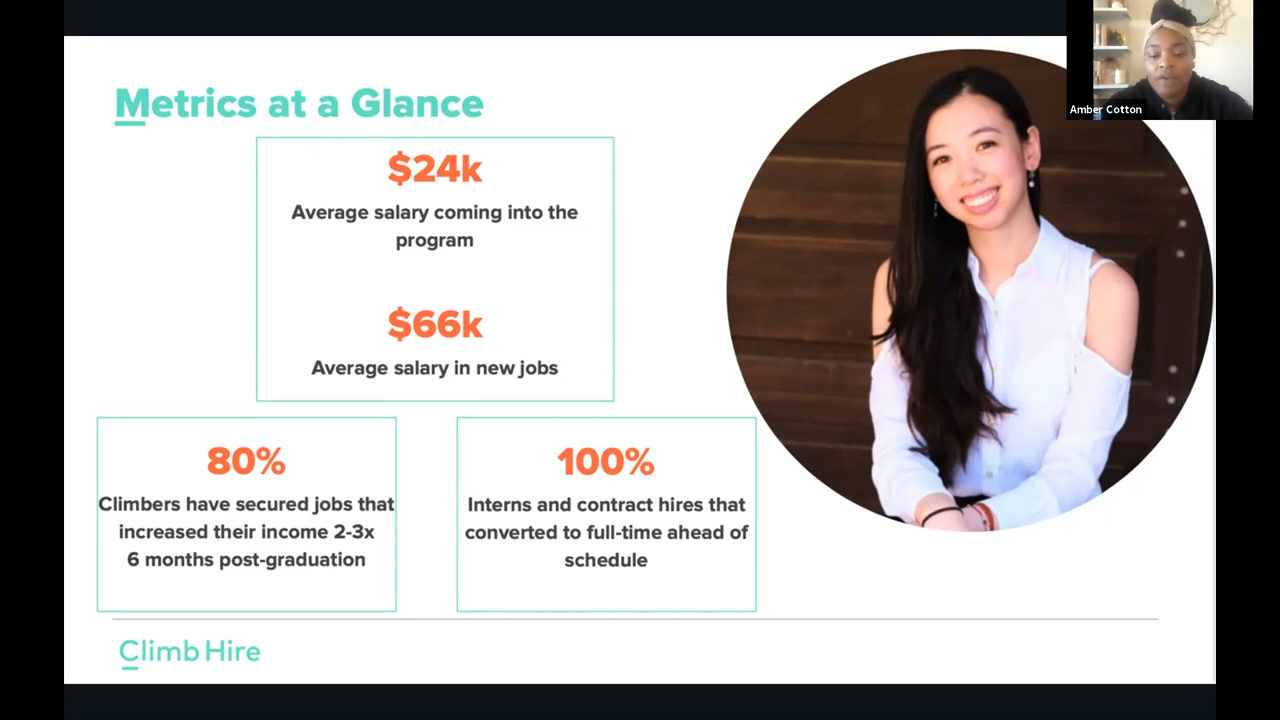 Metrics at a Glance
$24k
Average salary coming into the
program
$66k
Average salary in new jobs
80%
Climbers have secured jobs that
increased their income 2-3x
6 months post-graduation
100%
Interns and contract hires that
converted to full-time ahead of
schedule
Climb Hire
Amber Cotton